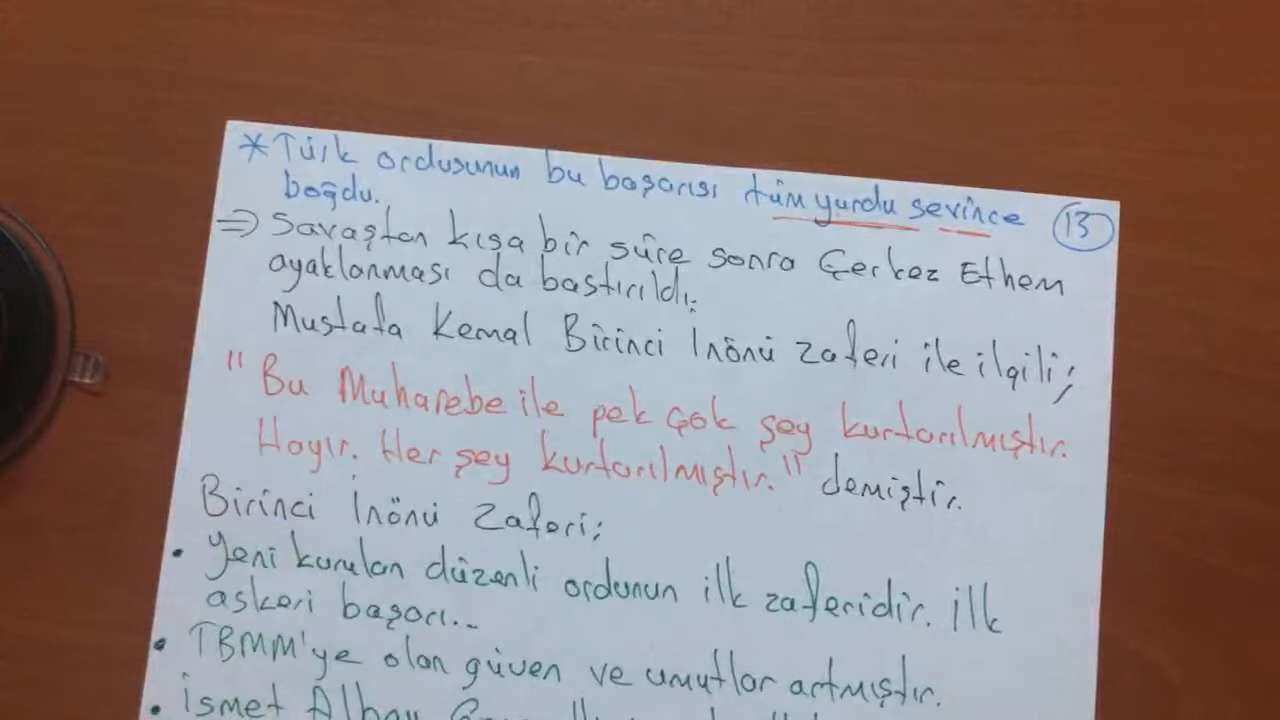 * Türk ordusunun bu başarısı tüm yurdu sevince 13
boğdu.
⇒ Savaştan kısa bir süre sonra Çerkez Ethem
ayaklanması da bastırıldı.
Mustafa Kemal Birinci İnönü zaferi ile ilgili;
"Bu Muharebe ile pek çok şey kurtarılmıştır.
Hayır. Her şey kurtarılmıştır." demiştir.
Birinci İnönü Zaferi;
• Yeni kurulan düzenli ordunun ilk zaferidir. İlk
askeri başarı...
• TBMM'ye olan güven ve umutlar artmıştır.
• İsmet Albay